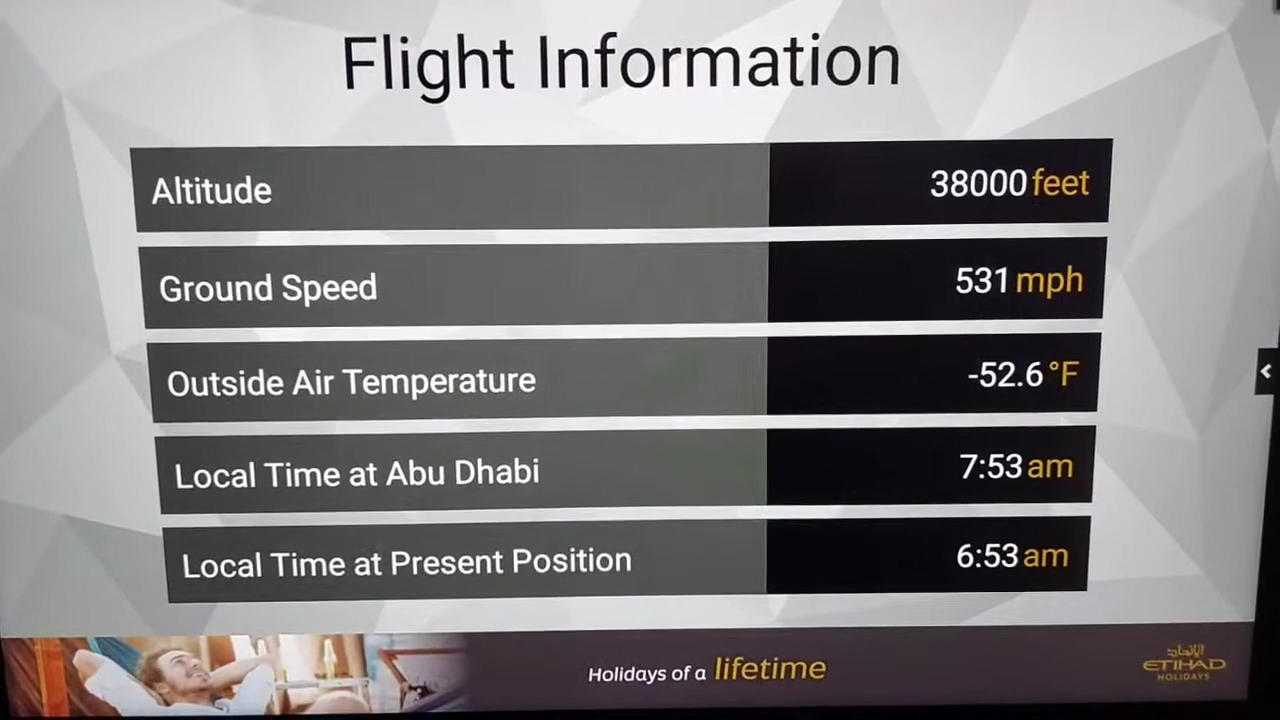 Flight Information
Altitude 38000 feet
Ground Speed 531 mph
Outside Air Temperature -52.6 °F
Local Time at Abu Dhabi 7:53 am
Local Time at Present Position 6:53 am
Holidays of a lifetime
الإتحاد
ETIHAD
HOLIDAYS